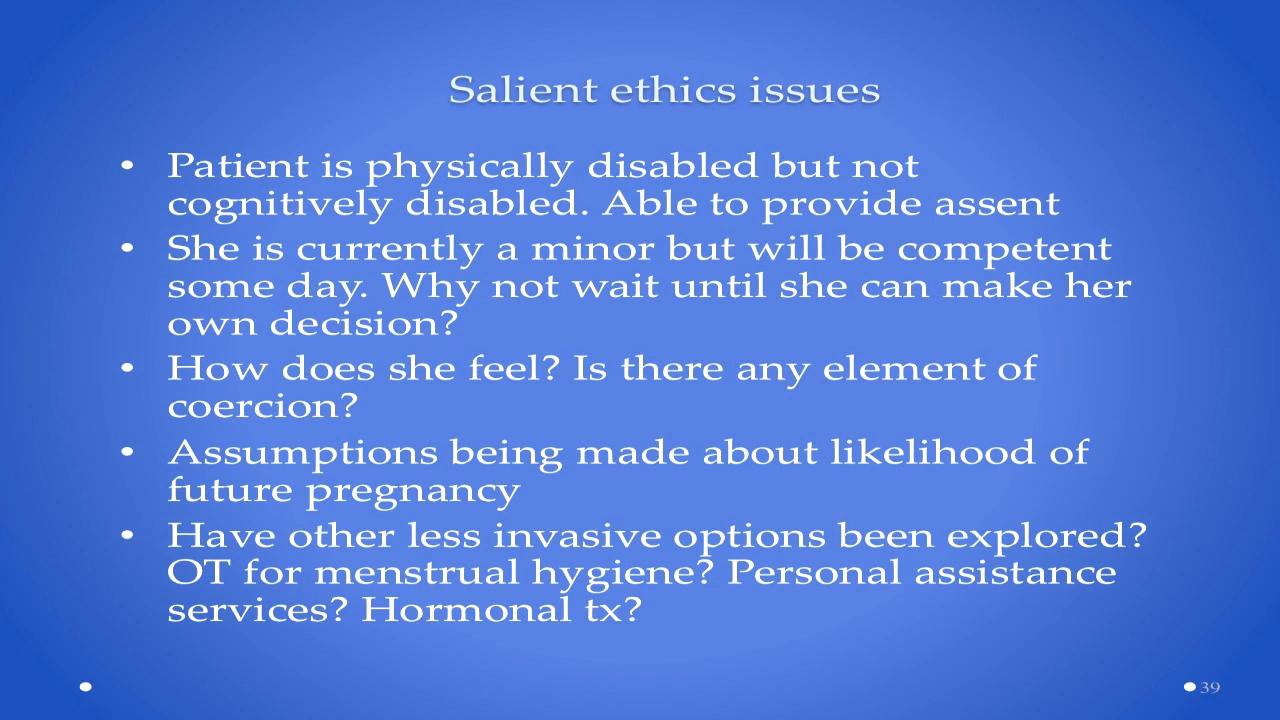 Salient ethics issues
• Patient is physically disabled but not
cognitively disabled. Able to provide assent
• She is currently a minor but will be competent
some day. Why not wait until she can make her
own decision?
• How does she feel? Is there any element of
coercion?
• Assumptions being made about likelihood of
future pregnancy
• Have other less invasive options been explored?
OT for menstrual hygiene? Personal assistance
services? Hormonal tx?
39